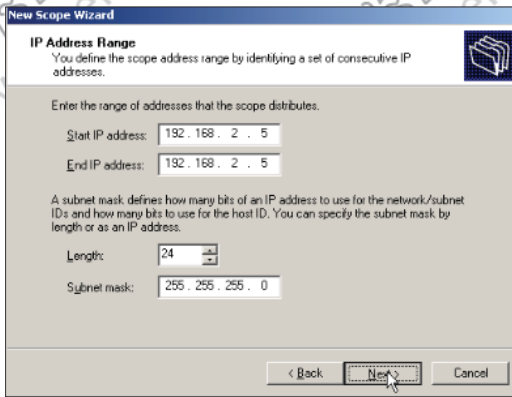 New Scope Wizard
IP Address Range
You define the scope address range by identifying a set of consecutive IP
addresses.
Enter the range of addresses that the scope distributes.
Start IP address: 192 . 168 . 2 . 5
End IP address: 192 . 168 . 2 . 5
A subnet mask defines how many bits of an IP address to use for the network/subnet
IDs and how many bits to use for the host ID. You can specify the subnet mask by
length or as an IP address.
Length: 24
Subnet mask: 255 . 255 . 255 . 0
< Back Next > Cancel